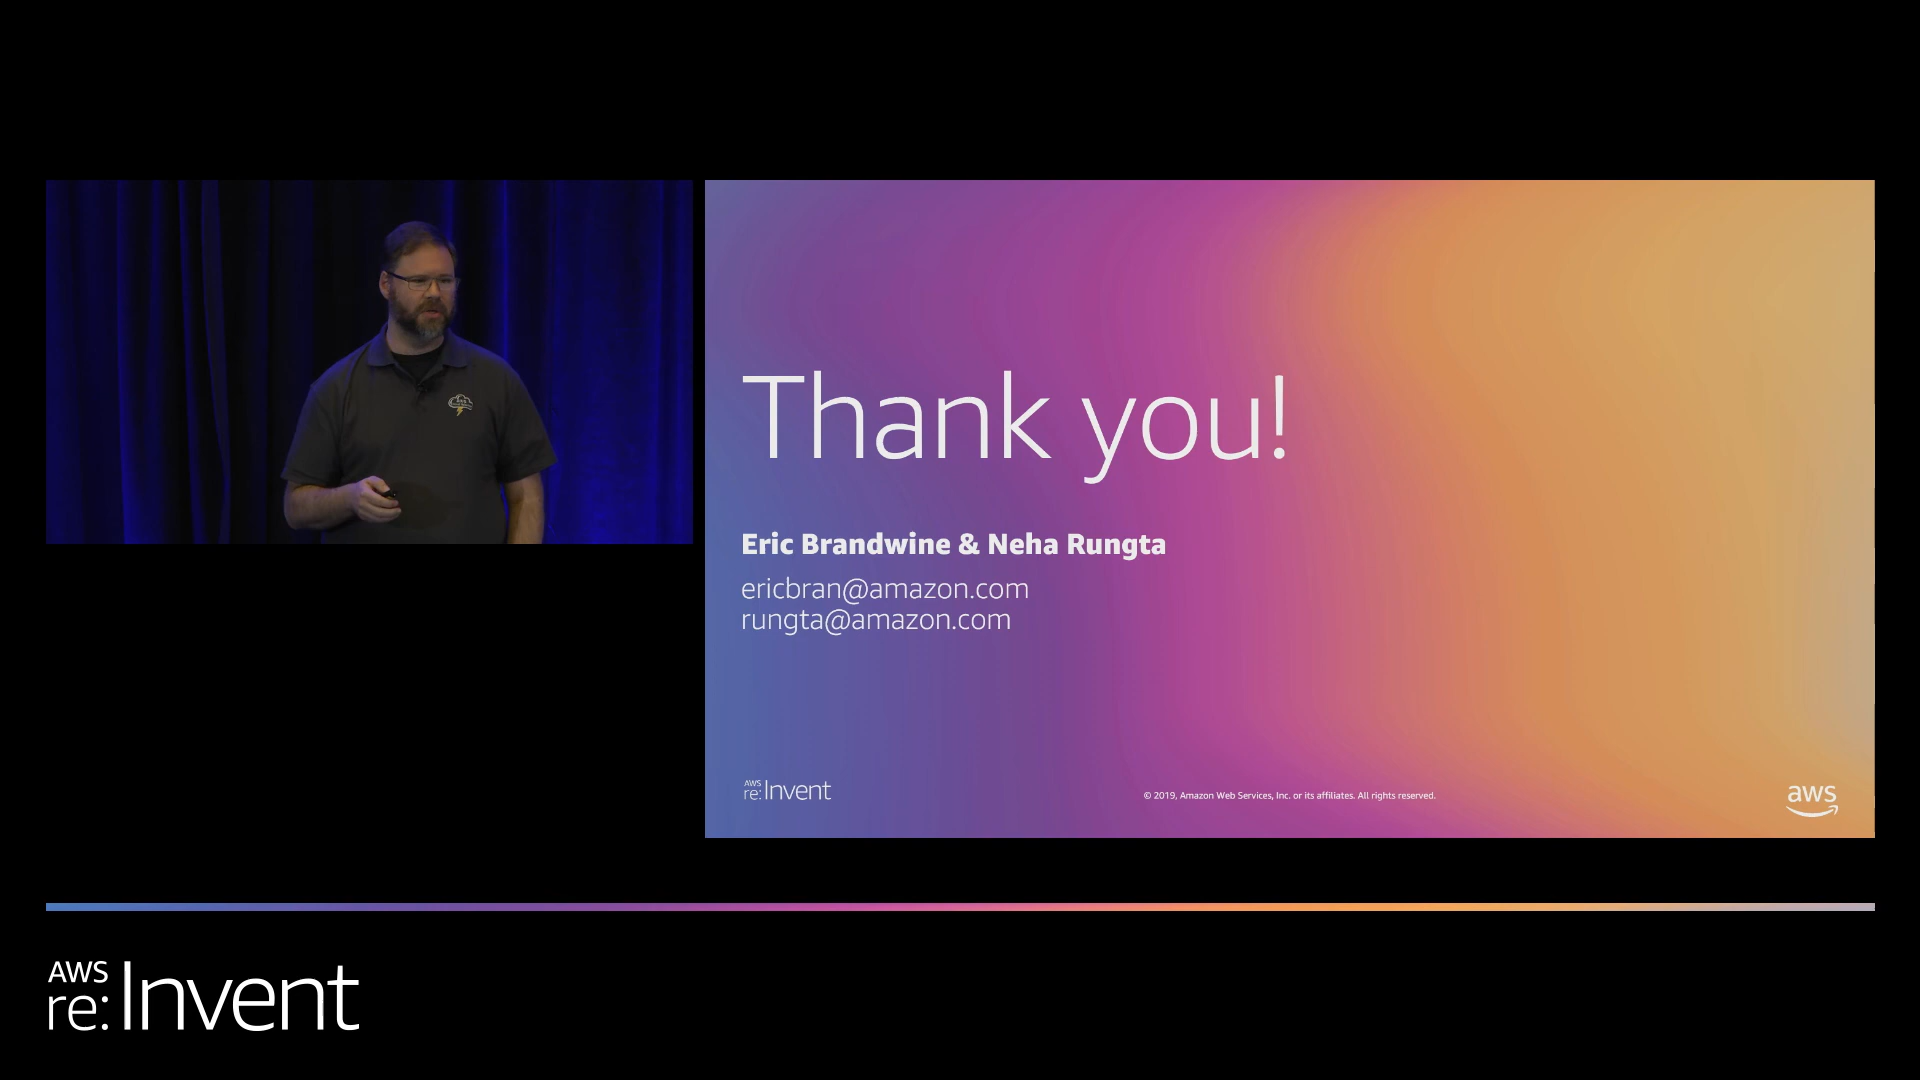 Thank you!
Eric Brandwine & Neha Rungta
ericbran@amazon.com
rungta@amazon.com
AWS
re:Invent
© 2019, Amazon Web Services, Inc. or its affiliates. All rights reserved.
aws
AWS
re:Invent